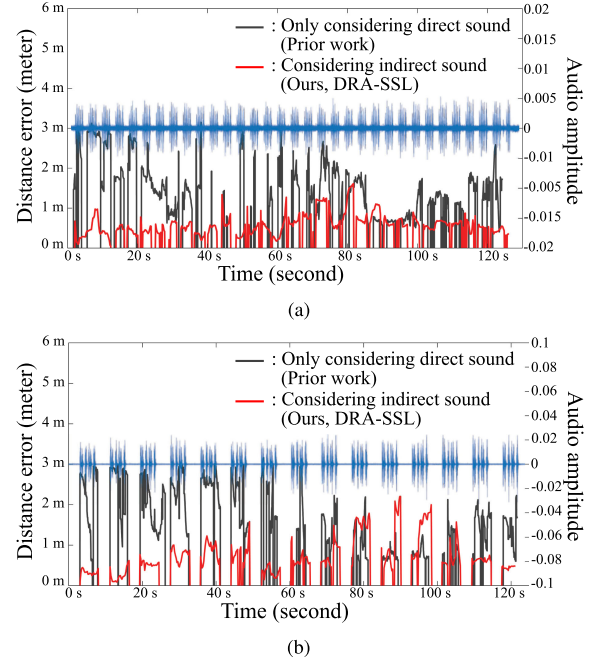 6 m
5 m
4 m
3 m
2 m
1 m
0 m
Distance error (meter)
: Only considering direct sound
(Prior work)
: Considering indirect sound
(Ours, DRA-SSL)
0.02
0.015
0.01
0.005
0
-0.01
-0.005
-0.015
-0.02
Audio amplitude
0 s 20 s 40 s 60 s 80 s 100 s 120 s
Time (second)
(a)
6 m
5 m
4 m
3 m
2 m
1 m
0 m
Distance error (meter)
: Only considering direct sound
(Prior work)
: Considering indirect sound
(Ours, DRA-SSL)
0.1
0.08
0.06
0.04
0.02
0
-0.02
-0.04
-0.06
-0.08
-0.1
Audio amplitude
0 s 20 s 40 s 60 s 80 s 100 s 120 s
Time (second)
(b)